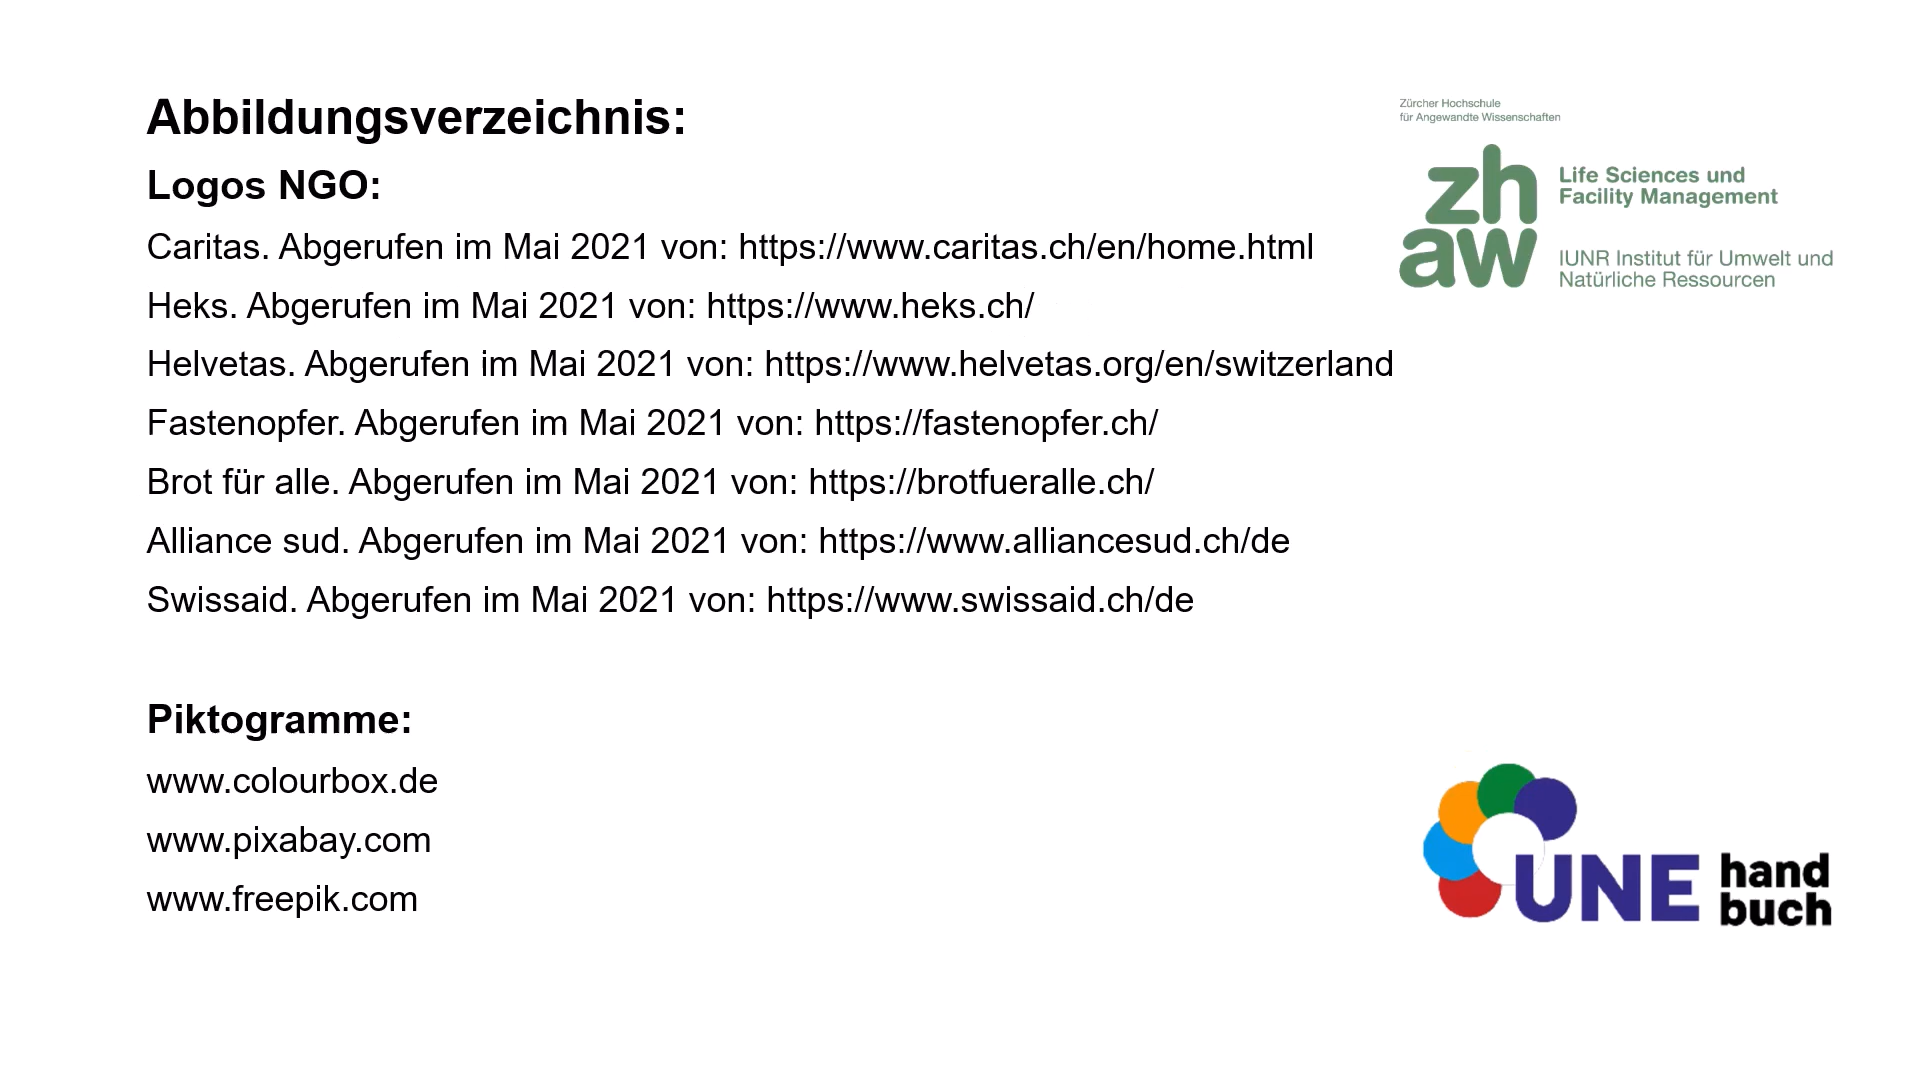 Abbildungsverzeichnis:
Logos NGO:
Caritas. Abgerufen im Mai 2021 von: https://www.caritas.ch/en/home.html
Heks. Abgerufen im Mai 2021 von: https://www.heks.ch/
Helvetas. Abgerufen im Mai 2021 von: https://www.helvetas.org/en/switzerland
Fastenopfer. Abgerufen im Mai 2021 von: https://fastenopfer.ch/
Brot für alle. Abgerufen im Mai 2021 von: https://brotfueralle.ch/
Alliance sud. Abgerufen im Mai 2021 von: https://www.alliancesud.ch/de
Swissaid. Abgerufen im Mai 2021 von: https://www.swissaid.ch/de
Piktogramme:
www.colourbox.de
www.pixabay.com
www.freepik.com
Zürcher Hochschule
für Angewandte Wissenschaften
zh
aw
Life Sciences und
Facility Management
IUNR Institut für Umwelt und
Natürliche Ressourcen
UNE
hand
buch